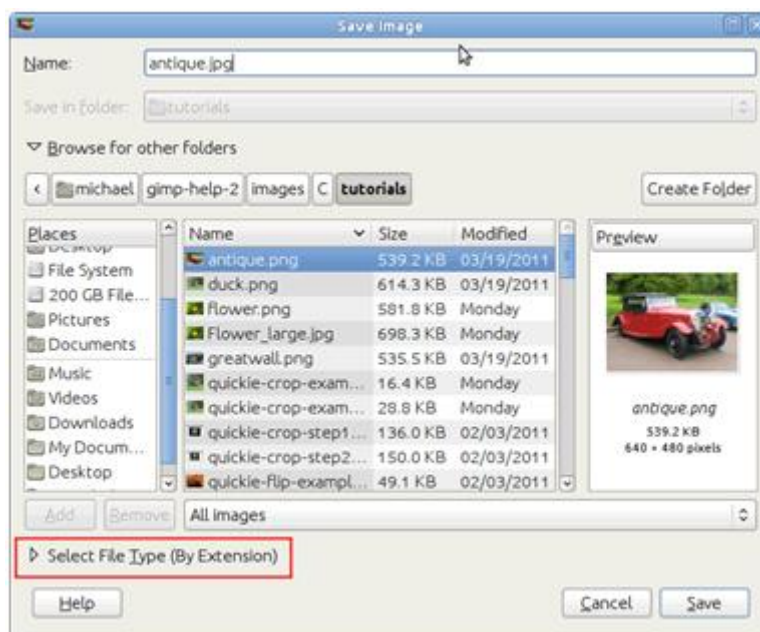 Save Image
Name: antique.jpg
Save in folder: tutorials
Browse for other folders
michael gimp-help-2 images C tutorials Create Folder
Places
Desktop
File System
200 GB File...
Pictures
Documents
Music
Videos
Downloads
My Docum...
Desktop
Name Size Modified
antique.png 539.2 KB 03/19/2011
duck.png 614.3 KB 03/19/2011
flower.png 581.8 KB Monday
Flower_large.jpg 698.3 KB Monday
greatwall.png 535.5 KB 03/19/2011
quickie-crop-exam... 16.4 KB Monday
quickie-crop-exam... 28.8 KB Monday
quickie-crop-step1... 136.0 KB 02/03/2011
quickie-crop-step2... 150.0 KB 02/03/2011
quickie-flip-exampl... 49.1 KB 02/03/2011
Preview
antique.png
539.2 KB
640 × 480 pixels
Add Remove All images
Select File Type (By Extension)
Help Cancel Save